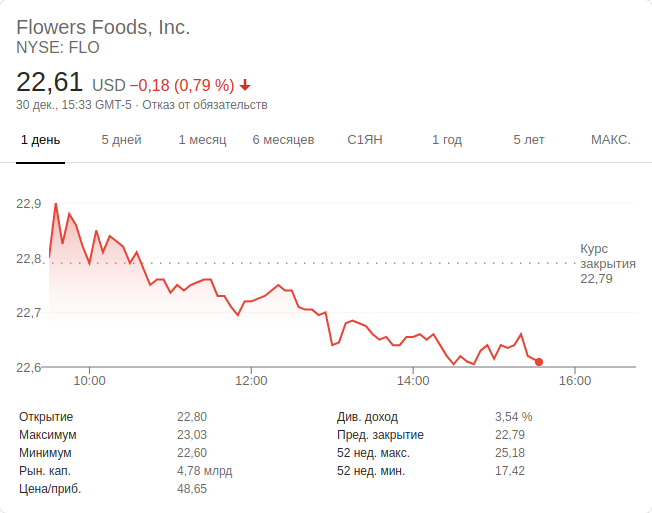 Flowers Foods, Inc.
NYSE: FLO
22,61 USD −0,18 (0,79 %)
30 дек., 15:33 GMT-5 · Отказ от обязательств
1 день 5 дней 1 месяц 6 месяцев С1ЯН 1 год 5 лет МАКС.
22,9
22,8
22,7
22,6
Курс
закрытия
22,79
10:00 12:00 14:00 16:00
Открытие 22,80 Див. доход 3,54 %
Максимум 23,03 Пред. закрытие 22,79
Минимум 22,60 52 нед. макс. 25,18
Рын. кап. 4,78 млрд 52 нед. мин. 17,42
Цена/приб. 48,65